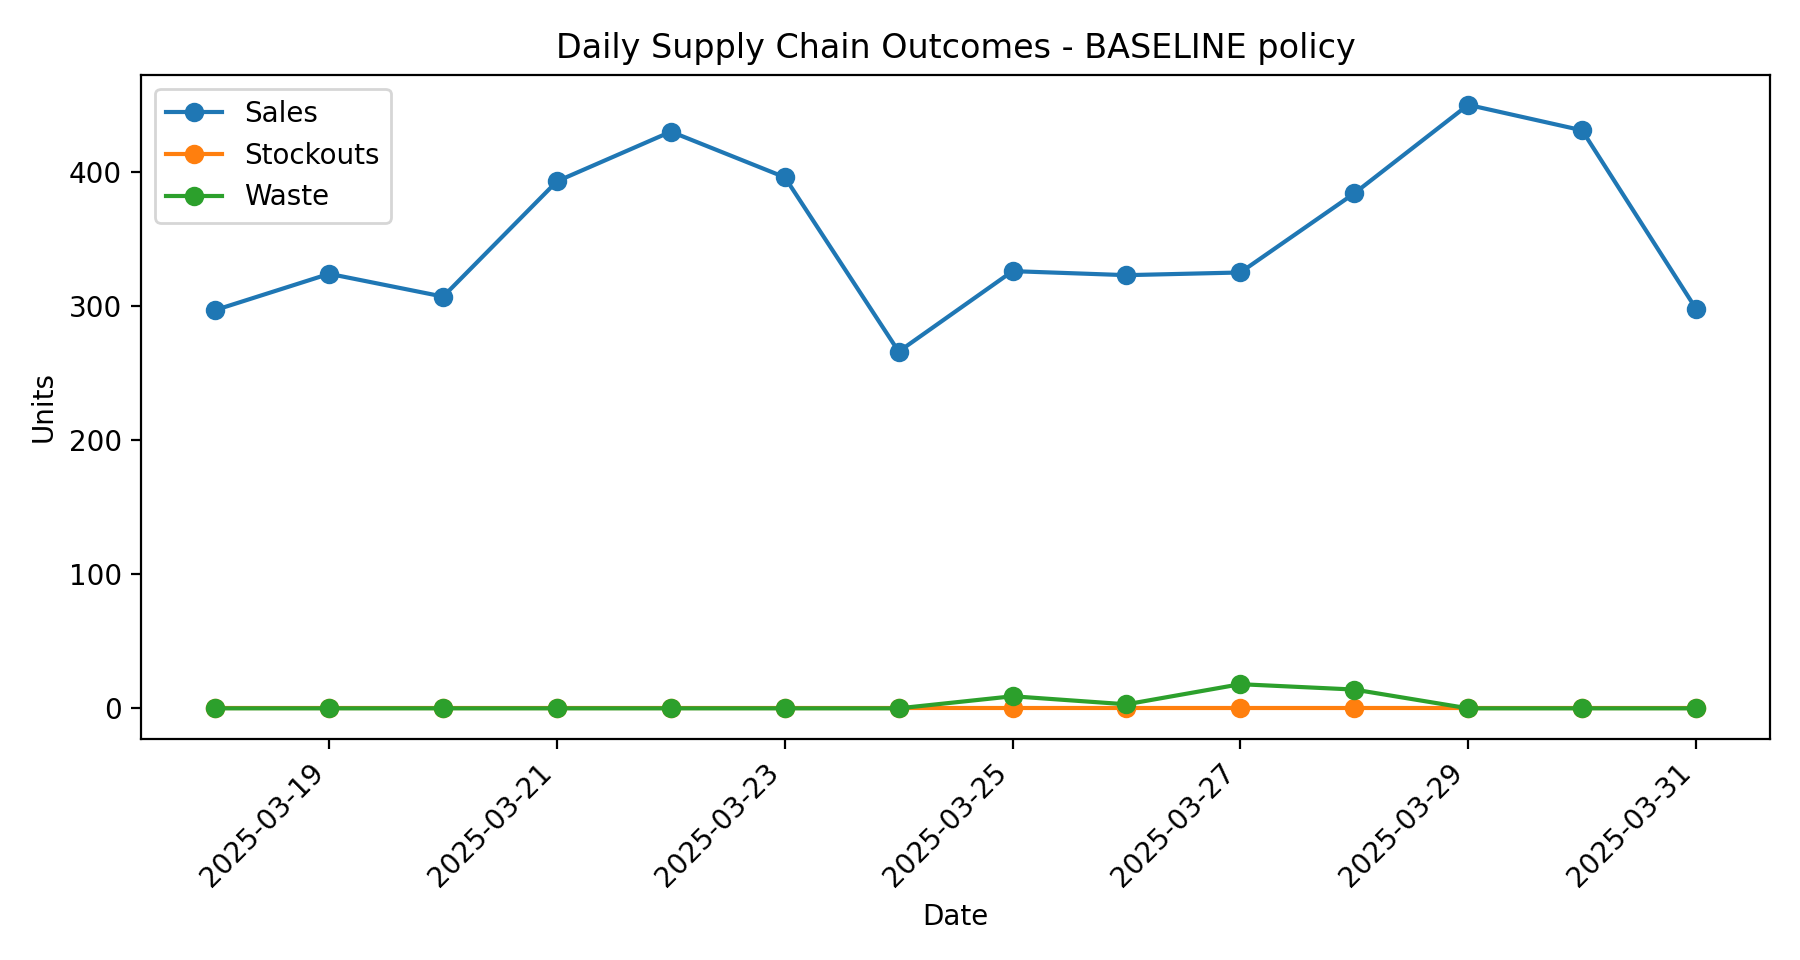 Daily Supply Chain Outcomes - BASELINE policy
Sales
Stockouts
Waste
Units
400
300
200
100
0
2025-03-19
2025-03-21
2025-03-23
2025-03-25
2025-03-27
2025-03-29
2025-03-31
Date